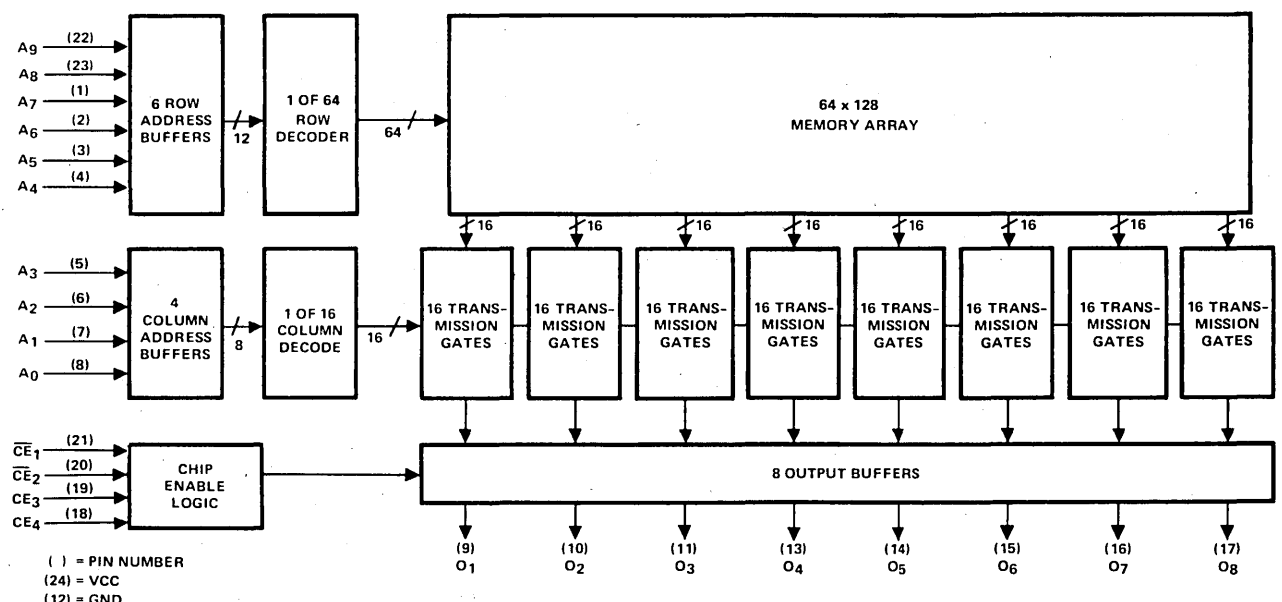 A9 (22)
A8 (23)
A7 (1)
A6 (2)
A5 (3)
A4 (4)
6 ROW
ADDRESS
BUFFERS
12
1 OF 64
ROW
DECODER
64
64 x 128
MEMORY ARRAY
16 16 16 16 16 16 16 16
A3 (5)
A2 (6)
A1 (7)
A0 (8)
4
COLUMN
ADDRESS
BUFFERS
8
1 OF 16
COLUMN
DECODE
16
16 TRANS-
MISSION
GATES
16 TRANS-
MISSION
GATES
16 TRANS-
MISSION
GATES
16 TRANS-
MISSION
GATES
16 TRANS-
MISSION
GATES
16 TRANS-
MISSION
GATES
16 TRANS-
MISSION
GATES
16 TRANS-
MISSION
GATES
C̅E̅1 (21)
C̅E̅2 (20)
CE3 (19)
CE4 (18)
CHIP
ENABLE
LOGIC
8 OUTPUT BUFFERS
(9) (10) (11) (13) (14) (15) (16) (17)
O1 O2 O3 O4 O5 O6 O7 O8
( ) = PIN NUMBER
(24) = VCC
(12) = GND